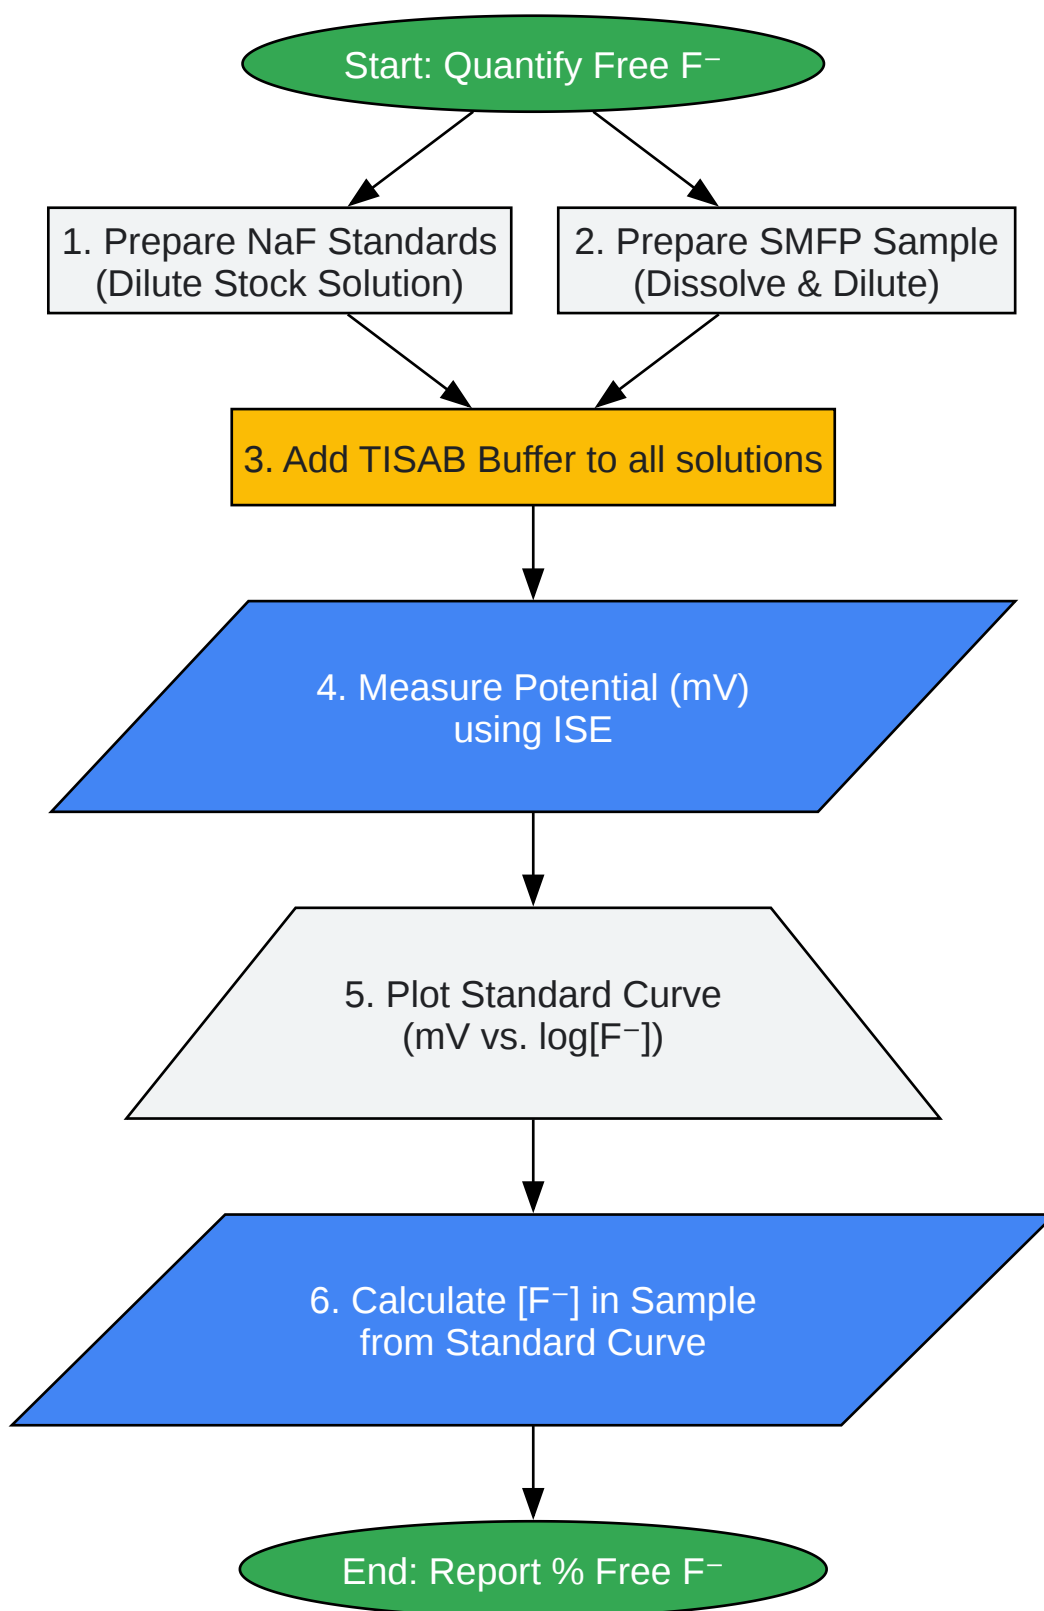 Start: Quantify Free F⁻
1. Prepare NaF Standards
(Dilute Stock Solution)
2. Prepare SMFP Sample
(Dissolve & Dilute)
3. Add TISAB Buffer to all solutions
4. Measure Potential (mV)
using ISE
5. Plot Standard Curve
(mV vs. log[F⁻])
6. Calculate [F⁻] in Sample
from Standard Curve
End: Report % Free F⁻